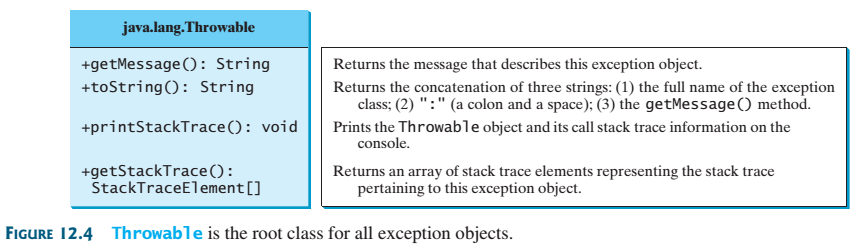 java.lang.Throwable
+getMessage(): String
Returns the message that describes this exception object.
+toString(): String
Returns the concatenation of three strings: (1) the full name of the exception
class; (2) ":" (a colon and a space); (3) the getMessage() method.
+printStackTrace(): void
Prints the Throwable object and its call stack trace information on the
console.
+getStackTrace():
StackTraceElement[]
Returns an array of stack trace elements representing the stack trace
pertaining to this exception object.
FIGURE 12.4 Throwable is the root class for all exception objects.